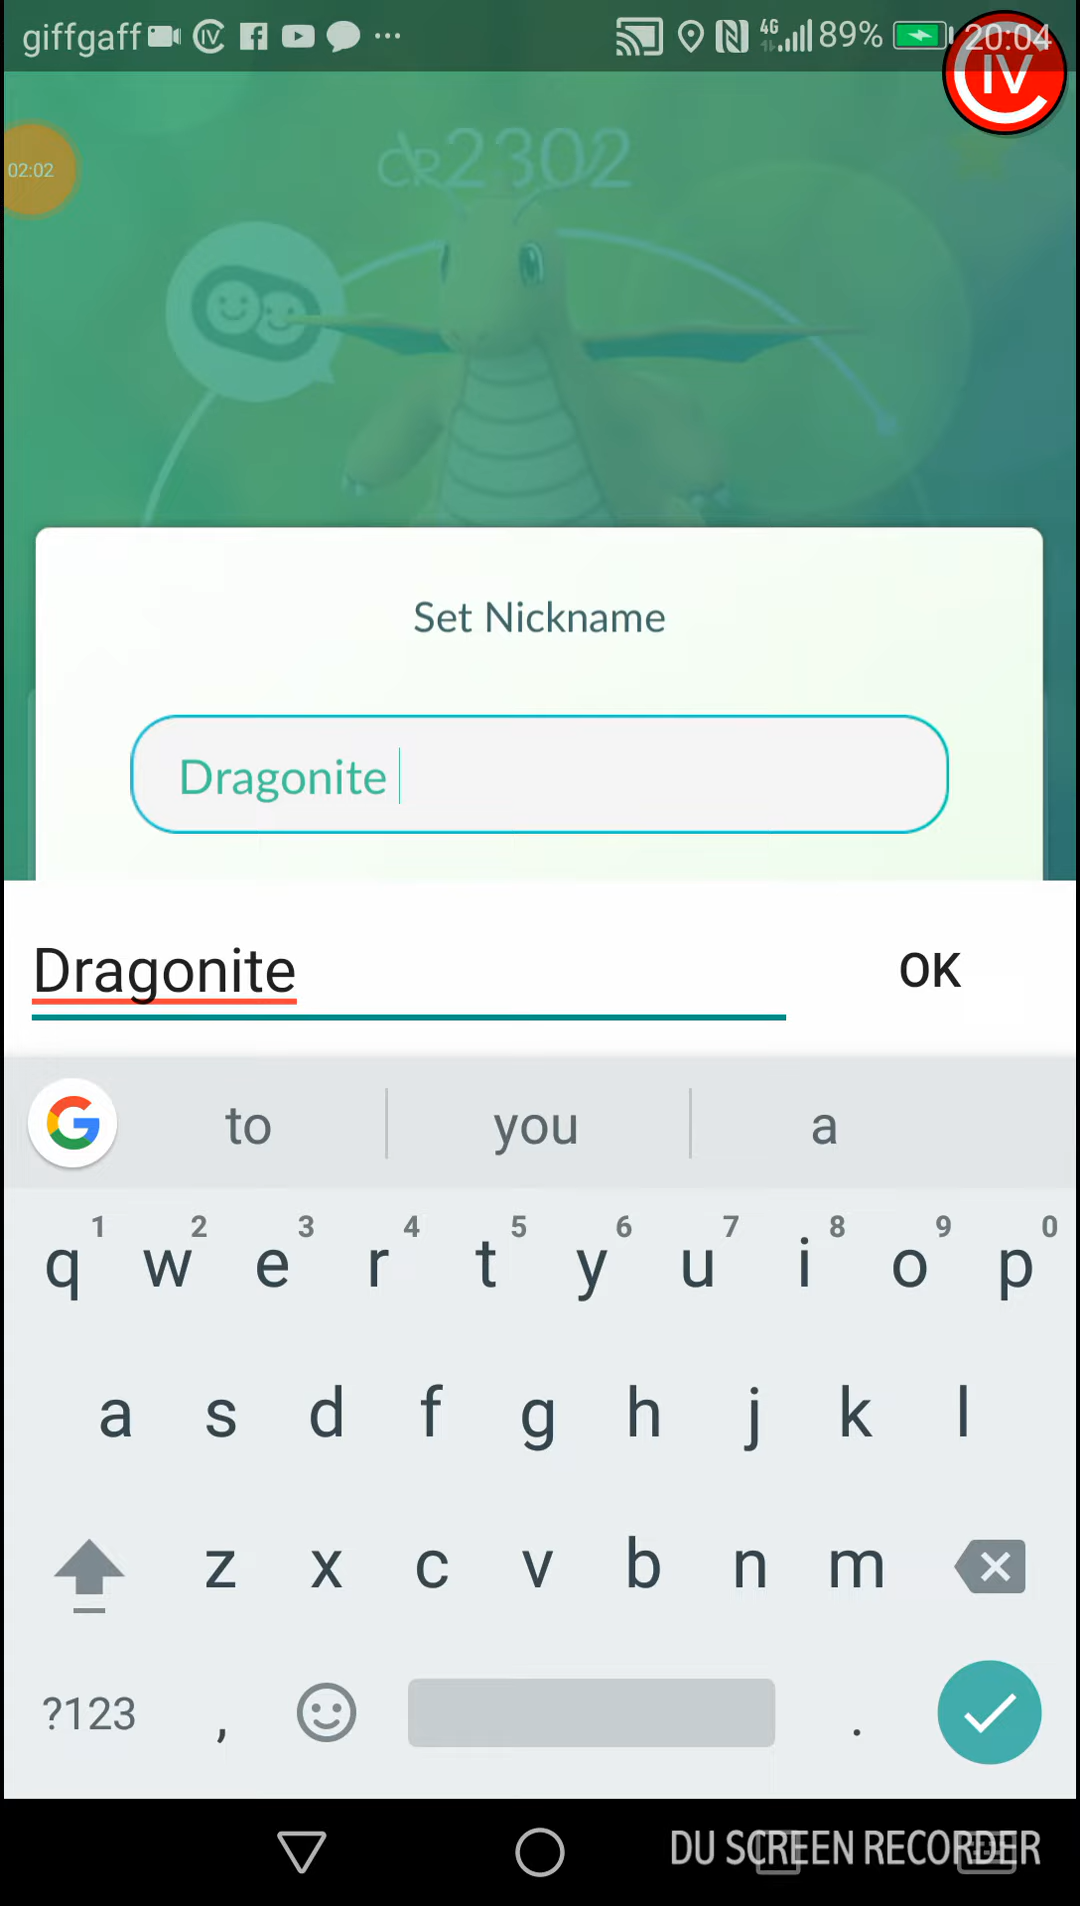 giffgaff 4G 89% 20:04
IV
02:02
CP2302
Set Nickname
Dragonite
Dragonite OK
to you a
1 2 3 4 5 6 7 8 9 0
q w e r t y u i o p
a s d f g h j k l
z x c v b n m
?123 , .
DU SCREEN RECORDER